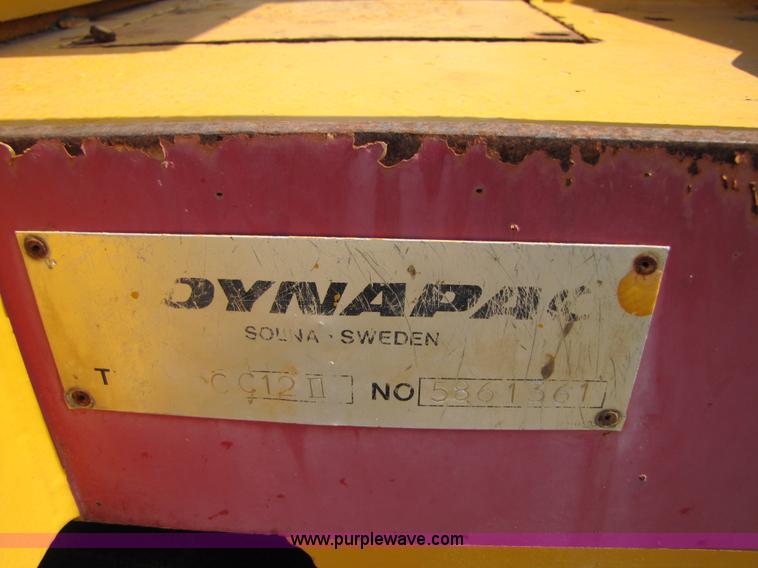 DYNAPAC
SOLNA · SWEDEN
CC12 II NO 5861361
www.purplewave.com